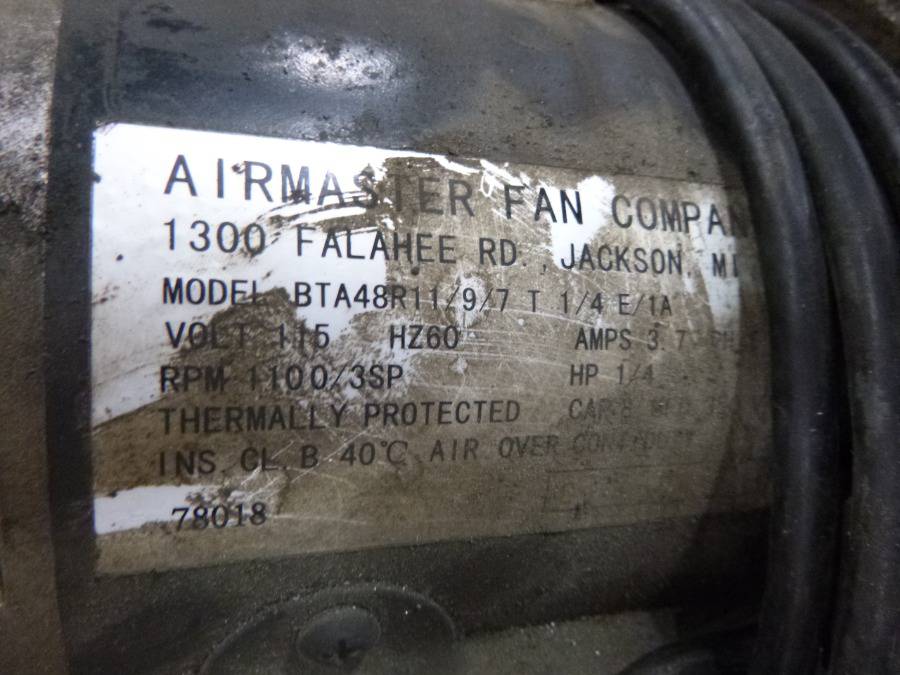 AIRMASTER FAN COMPAN
1300 FALAHEE RD., JACKSON, MI
MODEL BTA48R11/9/7 T 1/4 E/1A
VOLT 115 HZ60 AMPS 3.7 PH
RPM 1100/3SP HP 1/4
THERMALLY PROTECTED
INS. CL. B 40°C AIR OVER
78018